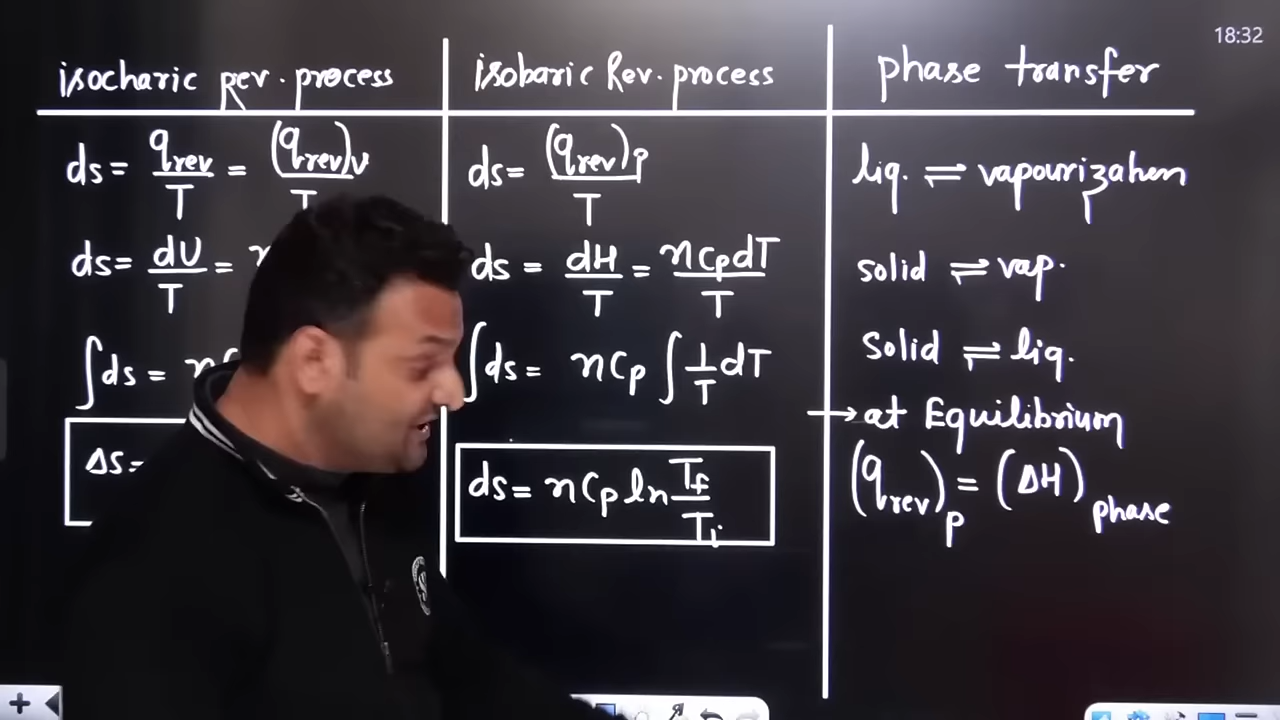 18:32
isocharic rev. process
ds = qrev/T = (qrev)v/T
ds = dU/T =
∫ds =
ΔS =
isobaric Rev. process
ds = (qrev)p/T
ds = dH/T = nCpdT/T
∫ds = nCp ∫ 1/T dT
ds = nCp ln Tf/Ti
phase transfer
liq. ⇌ vapourization
solid ⇌ vap.
solid ⇌ liq.
→ at Equilibrium
(qrev)p = (ΔH)phase